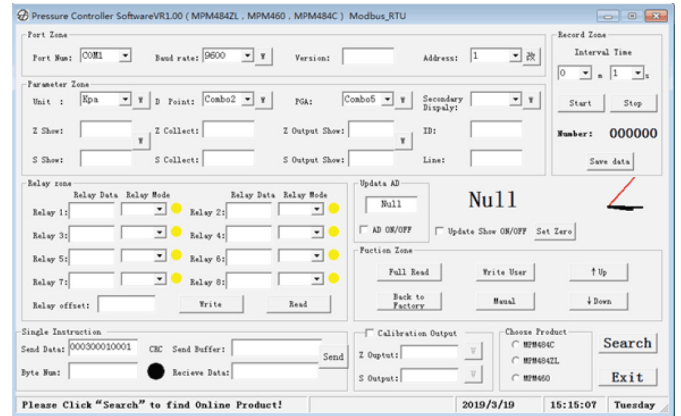 Pressure Controller SoftwareVR1.00 ( MPM484ZL , MPM460 , MPM484C ) Modbus_RTU
Port Zone
Port Num: COM1 Baud rate: 9600 W Version: Address: 1 改
Record Zone
Interval Time
0 m 1 s
Start Stop
Number: 000000
Save data
Parameter Zone
Unit : Kpa W D Point: Combo2 W PGA: Combo5 W Secondary Dispaly: W
Z Show: W Z Collect: Z Output Show: W ID:
S Show: S Collect: S Output Show: Line:
Relay zone
Relay Data Relay Mode Relay Data Relay Mode
Relay 1: Relay 2:
Relay 3: Relay 4:
Relay 5: Relay 6:
Relay 7: Relay 8:
Relay offset: Write Read
Updata AD
Null
AD ON/OFF
Null
Update Show ON/OFF Set Zero
Fuction Zone
Full Read Write User ↑Up
Back to Factory Maual ↓Down
Single Instruction
Send Data: 000300010001 CRC Send Buffer: Send
Byte Num: Recieve Data:
Calibration Output
Z Ouptut: W
S Output: W
Choose Product
MPM484C
MPM484ZL
MPM460
Search
Exit
Please Click "Search" to find Online Product! 2019/3/19 15:15:07 Tuesday